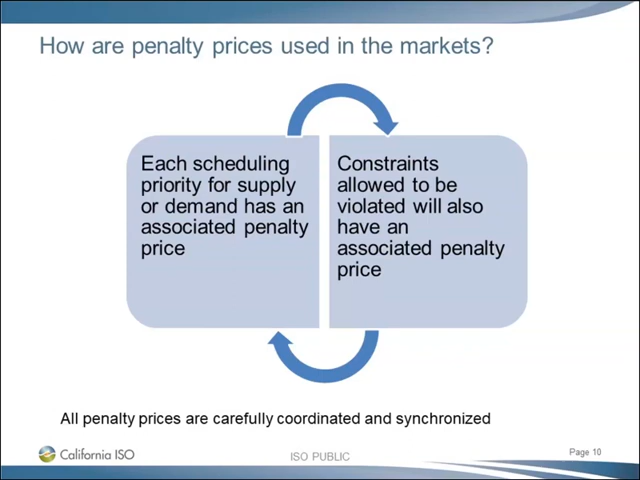 How are penalty prices used in the markets?
Each scheduling
priority for supply
or demand has an
associated penalty
price
Constraints
allowed to be
violated will also
have an
associated penalty
price
All penalty prices are carefully coordinated and synchronized
California ISO
ISO PUBLIC
Page 10